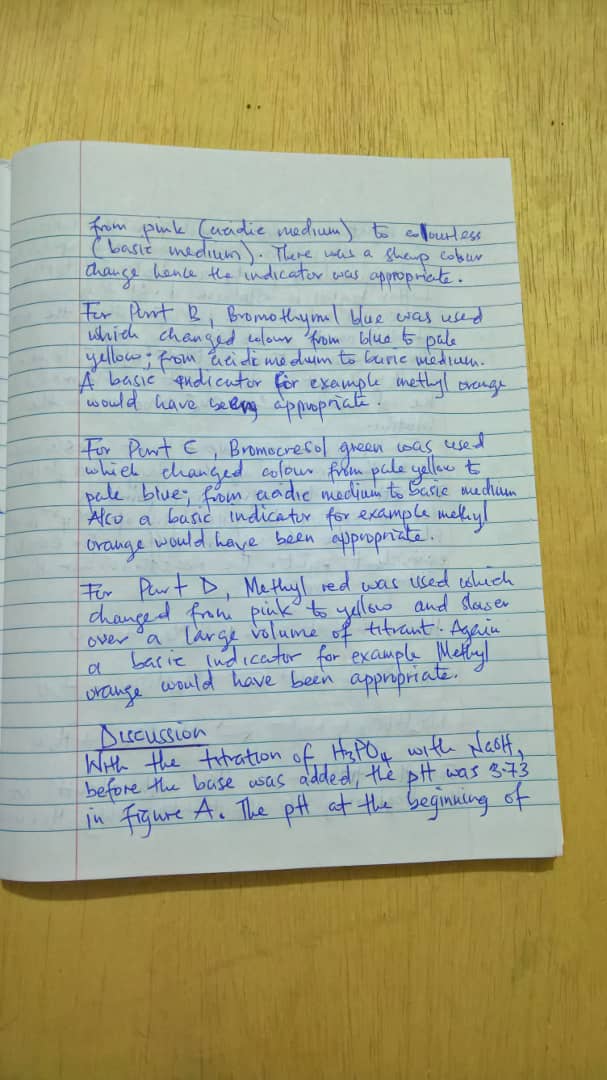 from pink (acidic medium) to colourless
(basic medium). There was a sharp colour
change hence the indicator was appropriate.
For Part B, Bromothymol blue was used
which changed colour from blue to pale
yellow; from acidic medium to basic medium.
A basic indicator for example methyl orange
would have been appropriate.
For Part C, Bromocresol green was used
which changed colour from pale yellow to
pale blue; from acidic medium to basic medium
Also a basic indicator for example methyl
orange would have been appropriate.
For Part D, Methyl red was used which
changed from pink to yellow and slower
over a large volume of titrant. Again
a basic indicator for example Methyl
orange would have been appropriate.
Discussion
With the titration of H₃PO₄ with NaOH,
before the base was added, the pH was 3.73
in figure A. The pH at the beginning of